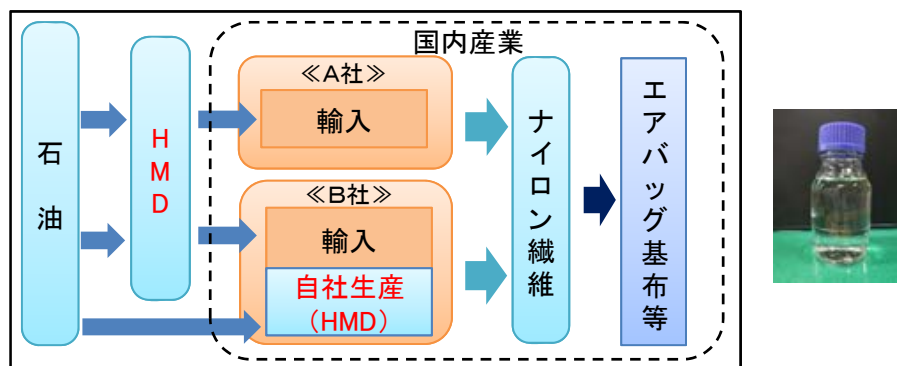 国内産業
石油
HMD
≪A社≫
輸入
≪B社≫
輸入
自社生産
(HMD)
ナイロン繊維
エアバッグ基布等